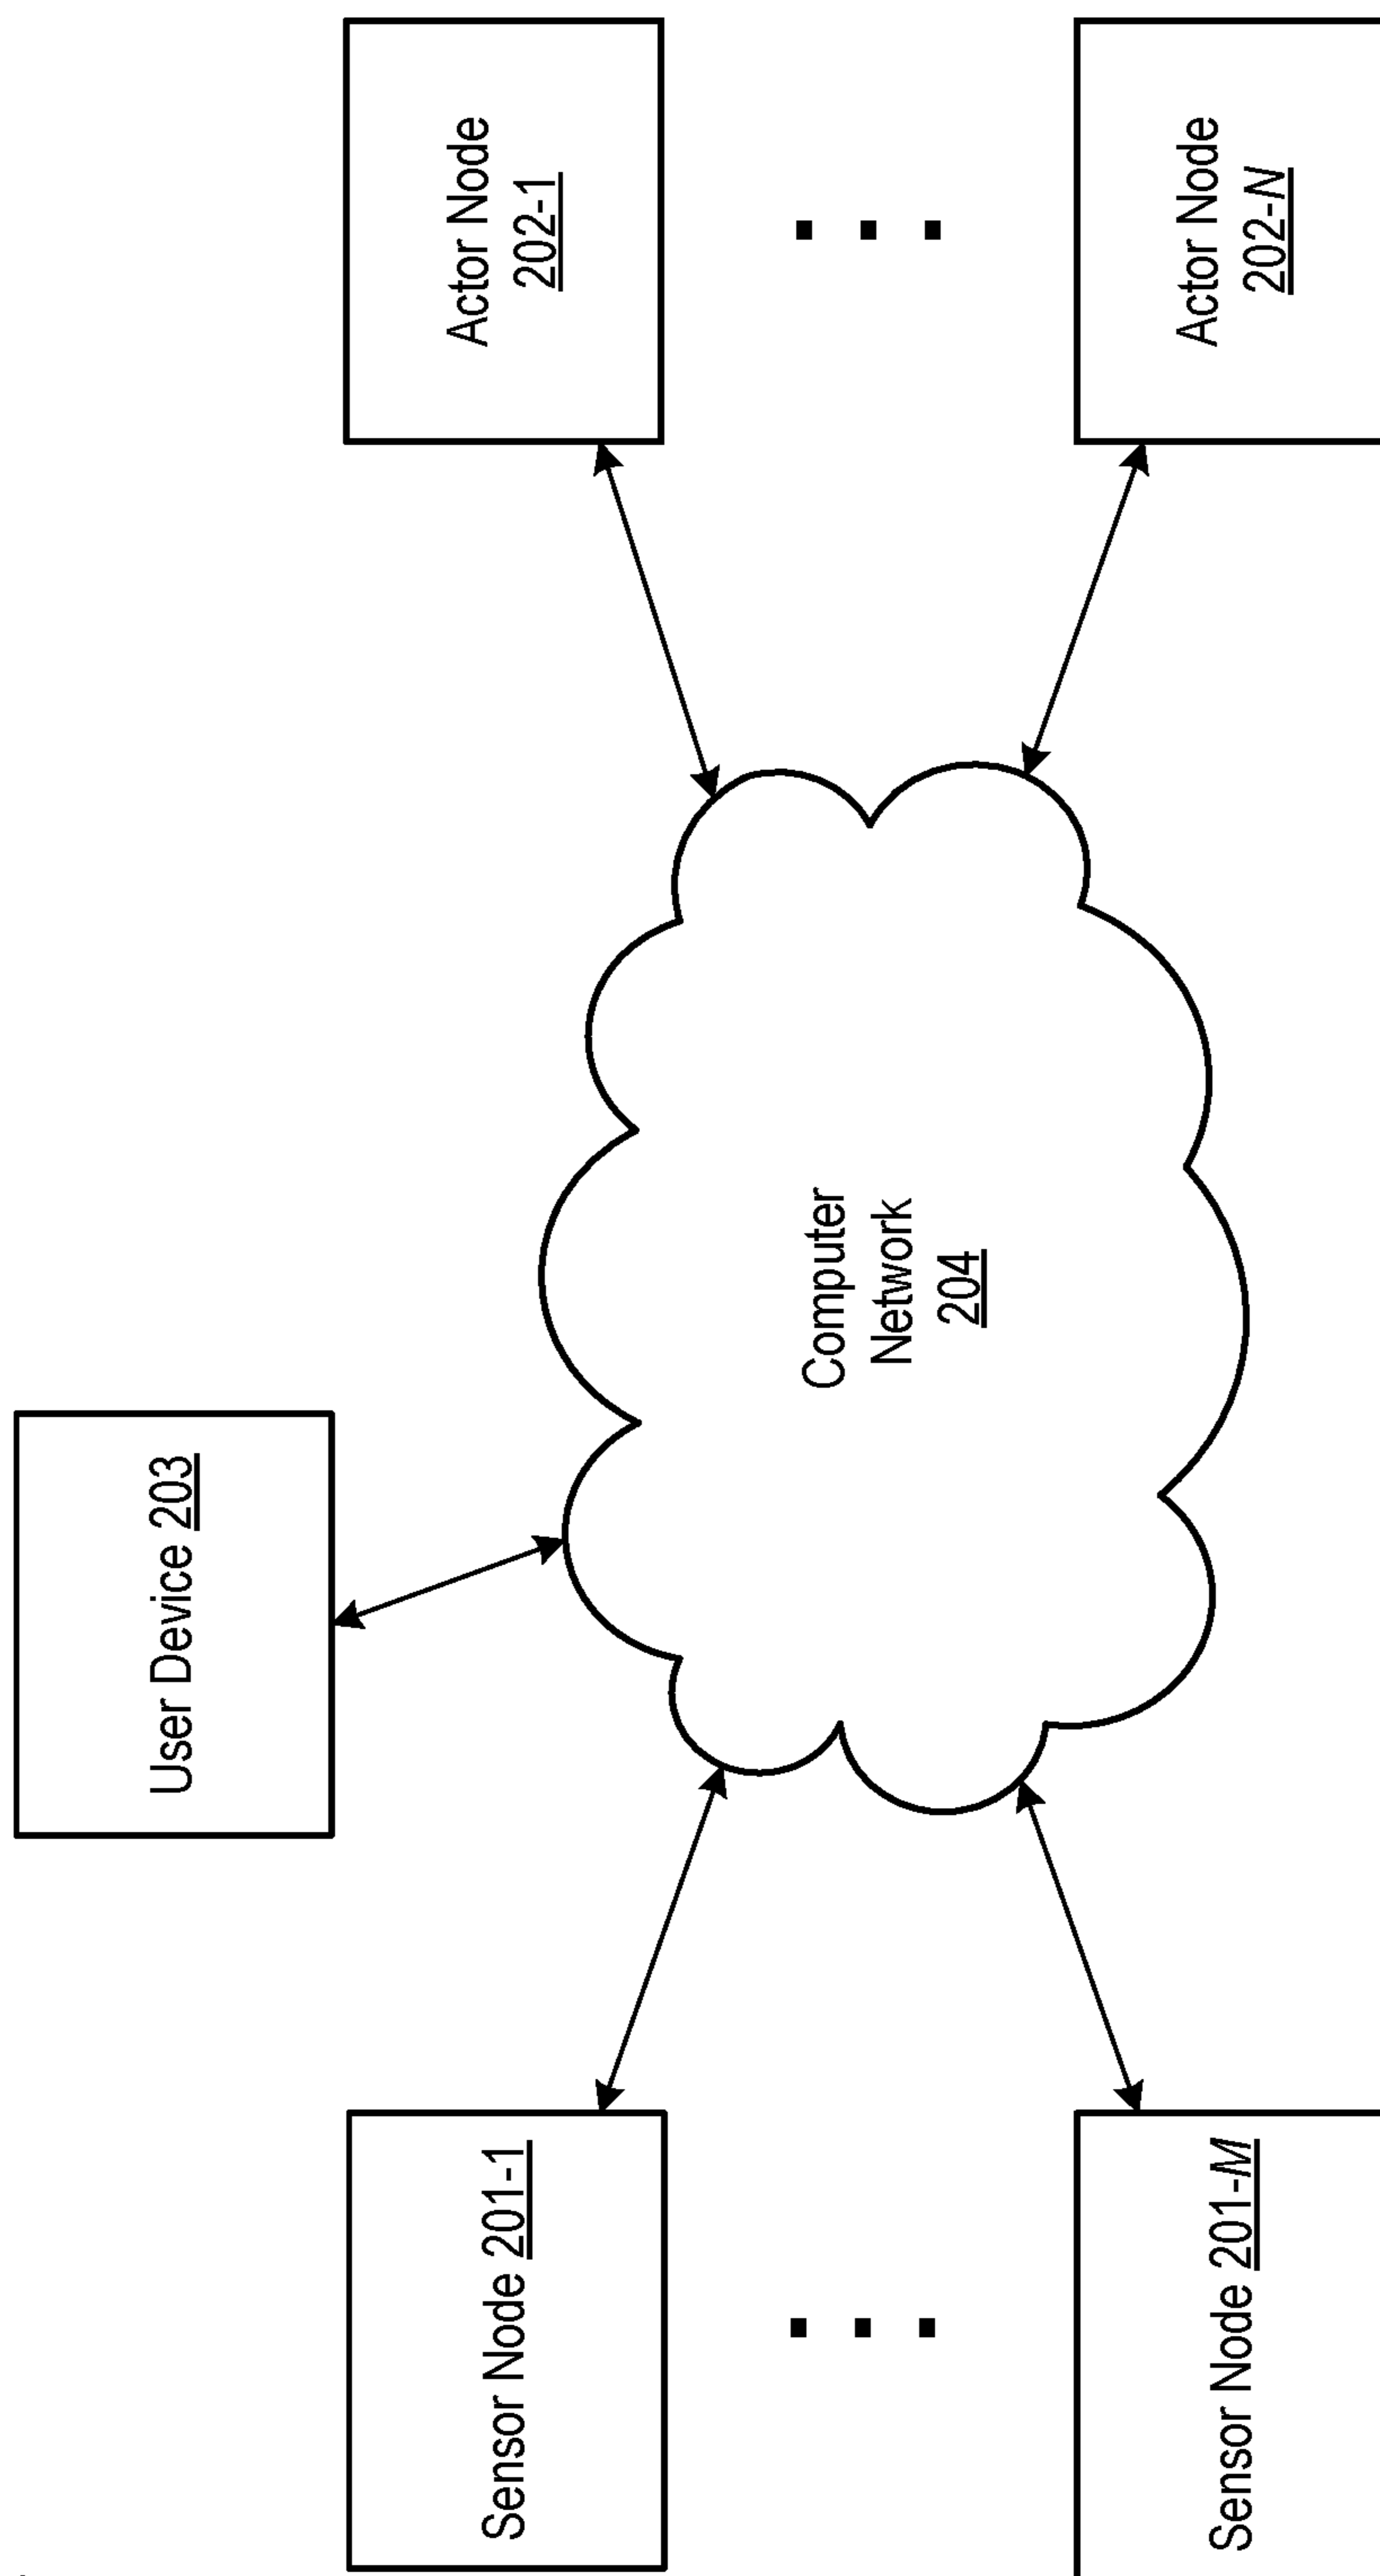 User Device 203
Sensor Node 201-1
Sensor Node 201-M
Computer
Network
204
Actor Node
202-1
Actor Node
202-N